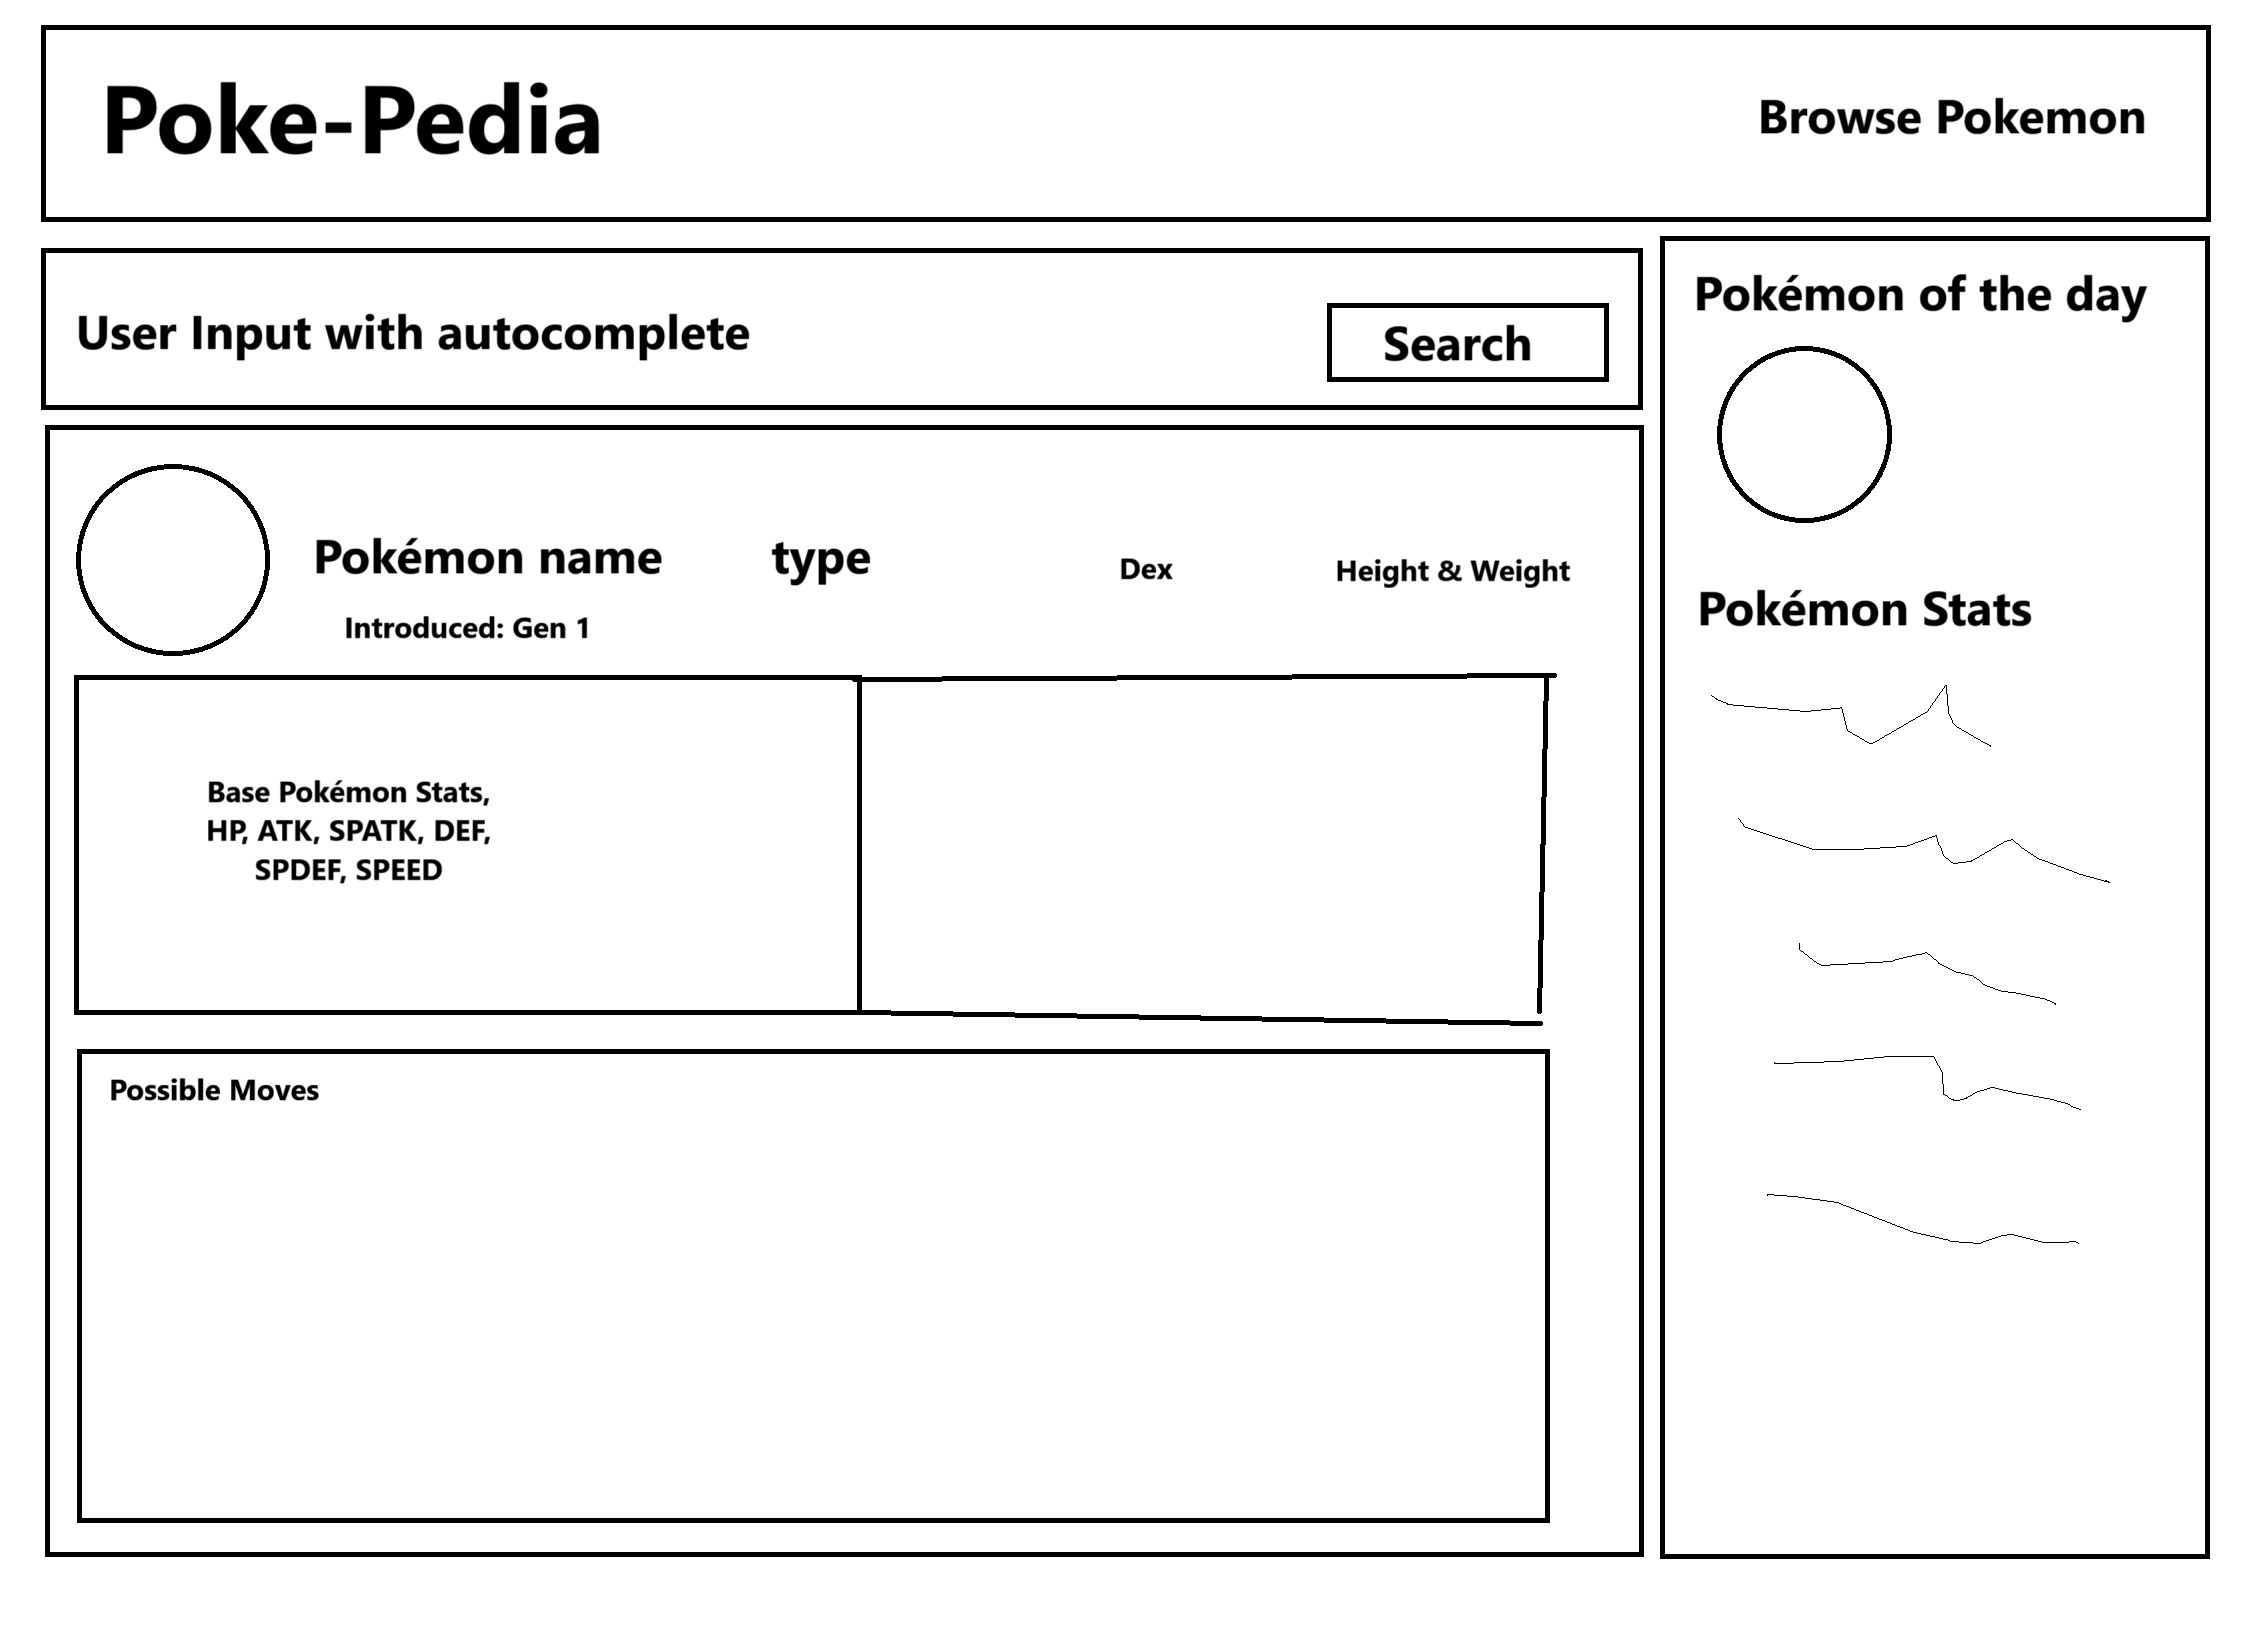 Poke-Pedia
Browse Pokemon
User Input with autocomplete
Search
Pokémon of the day
Pokémon name
type
Dex
Height & Weight
Introduced: Gen 1
Pokémon Stats
Base Pokémon Stats,
HP, ATK, SPATK, DEF,
SPDEF, SPEED
Possible Moves